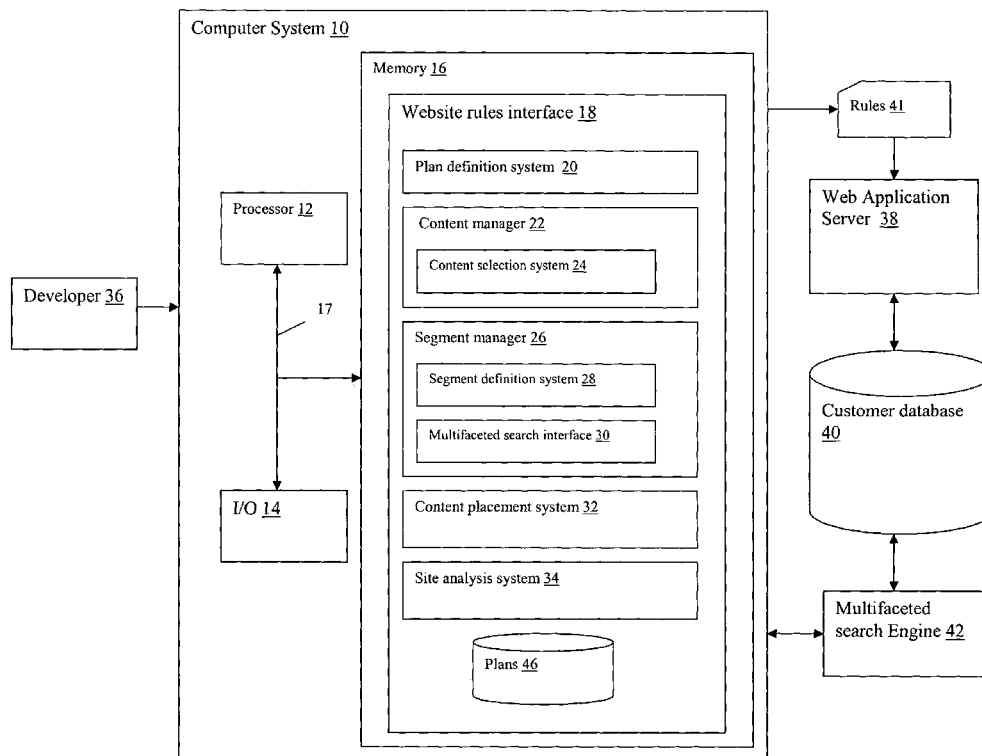 Computer System 10
Memory 16
Website rules interface 18
Plan definition system 20
Content manager 22
Content selection system 24
Segment manager 26
Segment definition system 28
Multifaceted search interface 30
Content placement system 32
Site analysis system 34
Plans 46
Processor 12
17
I/O 14
Developer 36
Rules 41
Web Application
Server 38
Customer database
40
Multifaceted
search Engine 42